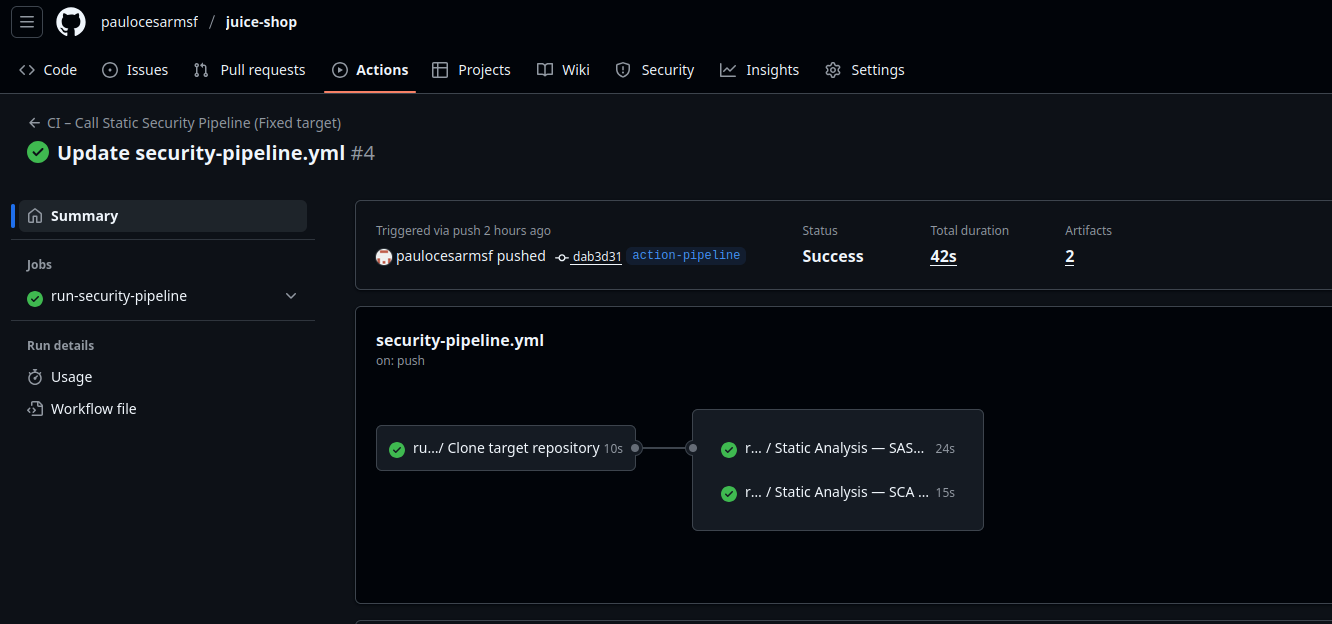 paulocesarmsf / juice-shop
Code Issues Pull requests Actions Projects Wiki Security Insights Settings
← CI – Call Static Security Pipeline (Fixed target)
Update security-pipeline.yml #4
Summary
Jobs
run-security-pipeline
Run details
Usage
Workflow file
Triggered via push 2 hours ago
paulocesarmsf pushed dab3d31 action-pipeline
Status
Success
Total duration
42s
Artifacts
2
security-pipeline.yml
on: push
ru.../ Clone target repository 10s
r... / Static Analysis — SAS... 24s
r... / Static Analysis — SCA ... 15s